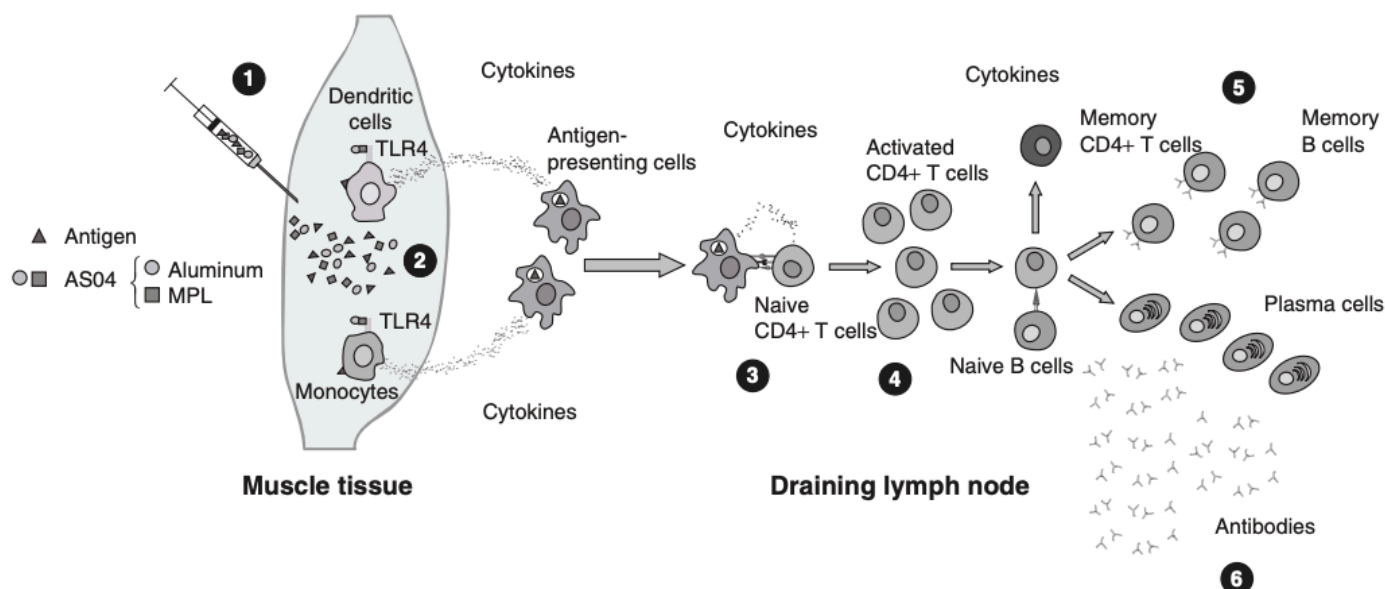 1
Cytokines
Cytokines
5
Dendritic
cells
TLR4
Antigen-
presenting cells
Cytokines
Activated
CD4+ T cells
Memory
CD4+ T cells
Memory
B cells
Antigen
AS04
Aluminum
MPL
2
TLR4
Monocytes
Naive
CD4+ T cells
3
4
Naive B cells
Plasma cells
Cytokines
Muscle tissue
Draining lymph node
Antibodies
6